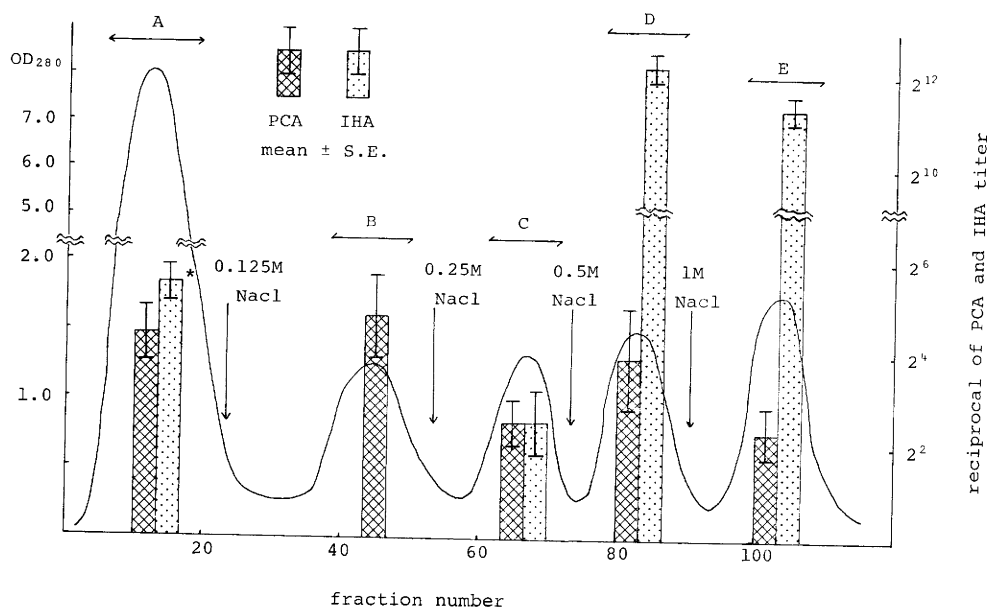 A
D
OD280
PCA IHA
mean ± S.E.
E
7.0
6.0
5.0
2.0
1.0
B
C
*
0.125M
Nacl
0.25M
Nacl
0.5M
Nacl
1M
Nacl
2^12
2^10
2^6
2^4
2^2
reciprocal of PCA and IHA titer
20 40 60 80 100
fraction number